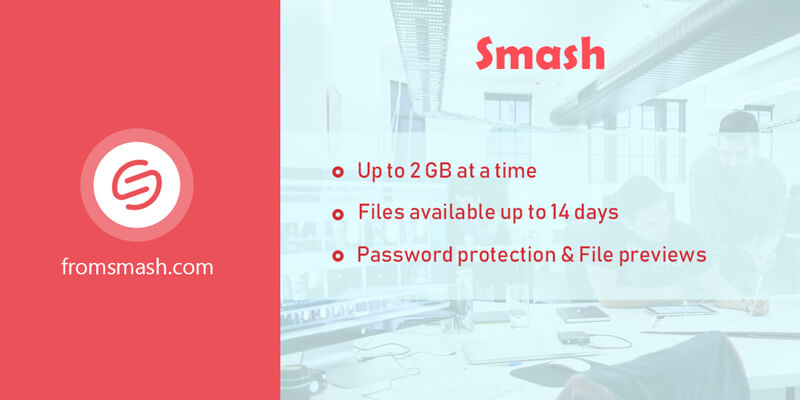 Smash
fromsmash.com
Up to 2 GB at a time
Files available up to 14 days
Password protection & File previews